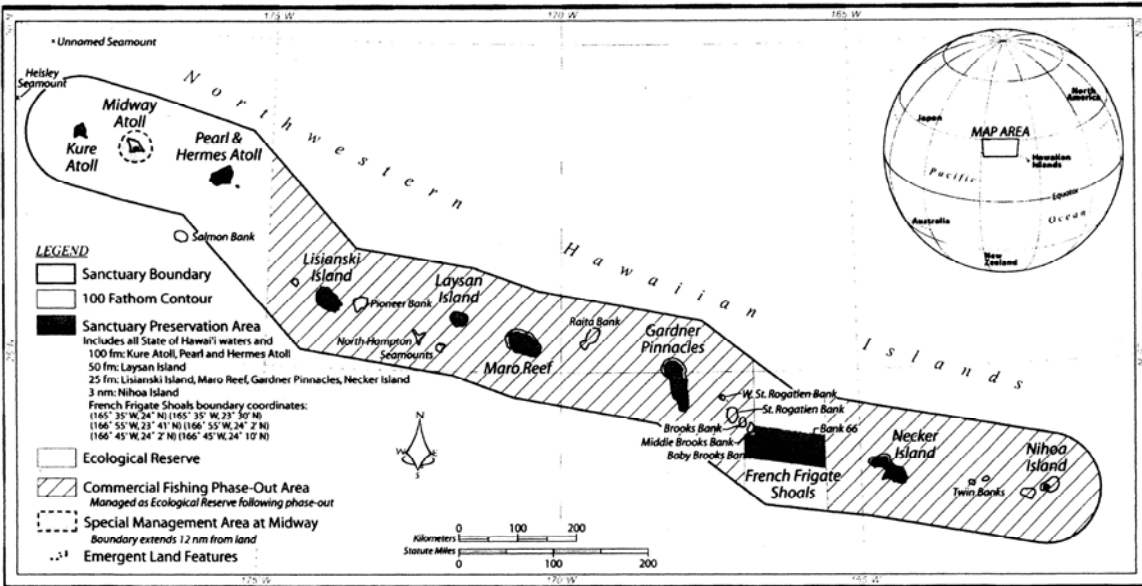 175 W
170 W
165 W
Unnamed Seamount
Helsley
Seamount
Midway
Atoll
Kure
Atoll
Pearl &
Hermes Atoll
Northwestern
Hawaiian
Islands
Salmon Bank
Lisianski
Island
Pioneer Bank
Laysan
Island
North Hampton
Seamounts
Maro Reef
Raita Bank
Gardner
Pinnacles
W. St. Rogatien Bank
St. Rogatien Bank
Brooks Bank
Middle Brooks Bank
Baby Brooks Ban
Bank 66
French Frigate
Shoals
Necker
Island
Twin Banks
Nihoa
Island
North
America
Japan
MAP AREA
Hawaiian
Islands
Pacific
Equator
Ocean
Australia
New
Zealand
LEGEND
Sanctuary Boundary
100 Fathom Contour
Sanctuary Preservation Area
Includes all State of Hawai'i waters and
100 fm: Kure Atoll, Pearl and Hermes Atoll
50 fm: Laysan Island
25 fm: Lisianski Island, Maro Reef, Gardner Pinnacles, Necker Island
3 nm: Nihoa Island
French Frigate Shoals boundary coordinates:
(165° 35' W, 24° N) (165° 35' W, 23° 30' N)
(166° 55' W, 23° 41' N) (166° 55' W, 24° 2' N)
(166° 45' W, 24° 2' N) (166° 45' W, 24° 10' N)
Ecological Reserve
Commercial Fishing Phase-Out Area
Managed as Ecological Reserve following phase-out
Special Management Area at Midway
Boundary extends 12 nm from land
Emergent Land Features
N
W E
S
0 100 200
Kilometers
Statute Miles
0 100 200
175 W
170 W